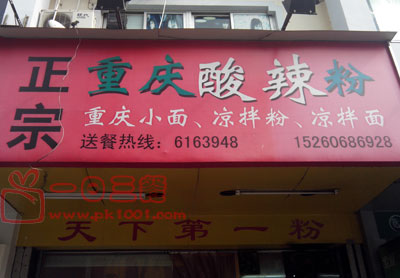 正宗
重庆酸辣粉
重庆小面、凉拌粉、凉拌面
送餐热线：6163948 15260686928
www.pk1001.com
天下第一粉